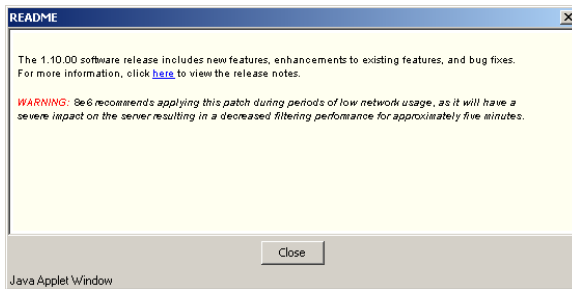 README
The 1.10.00 software release includes new features, enhancements to existing features, and bug fixes.
For more information, click here to view the release notes.
WARNING: 8e6 recommends applying this patch during periods of low network usage, as it will have a
severe impact on the server resulting in a decreased filtering performance for approximately five minutes.
Close
Java Applet Window